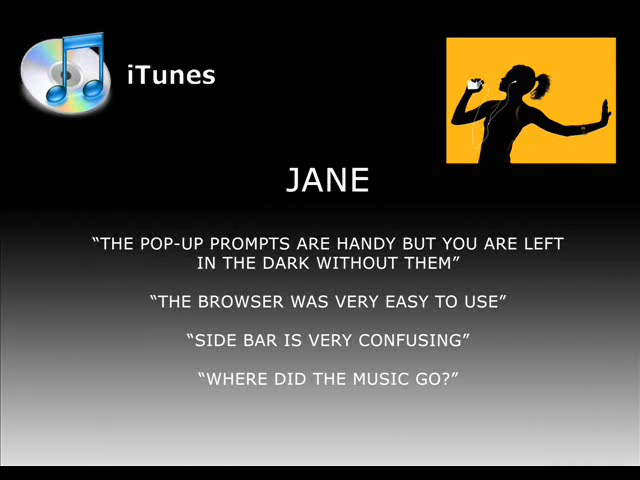 iTunes
JANE
“THE POP-UP PROMPTS ARE HANDY BUT YOU ARE LEFT
IN THE DARK WITHOUT THEM”
“THE BROWSER WAS VERY EASY TO USE”
“SIDE BAR IS VERY CONFUSING”
“WHERE DID THE MUSIC GO?”